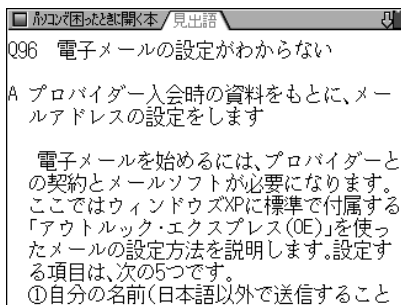 パソコンで困ったときに開く本 見出語
Q96 電子メールの設定がわからない
A プロバイダー入会時の資料をもとに、メー
ルアドレスの設定をします
電子メールを始めるには、プロバイダーと
の契約とメールソフトが必要になります。
ここではウィンドウズXPに標準で付属する
「アウトルック・エクスプレス(OE)」を使っ
たメールの設定方法を説明します。設定す
る項目は、次の5つです。
①自分の名前(日本語以外で送信すること